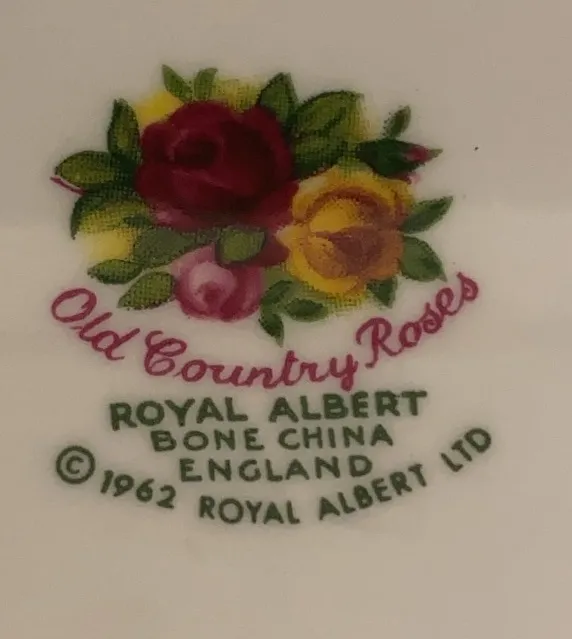 Old Country Roses
ROYAL ALBERT
BONE CHINA
ENGLAND
© 1962 ROYAL ALBERT LTD